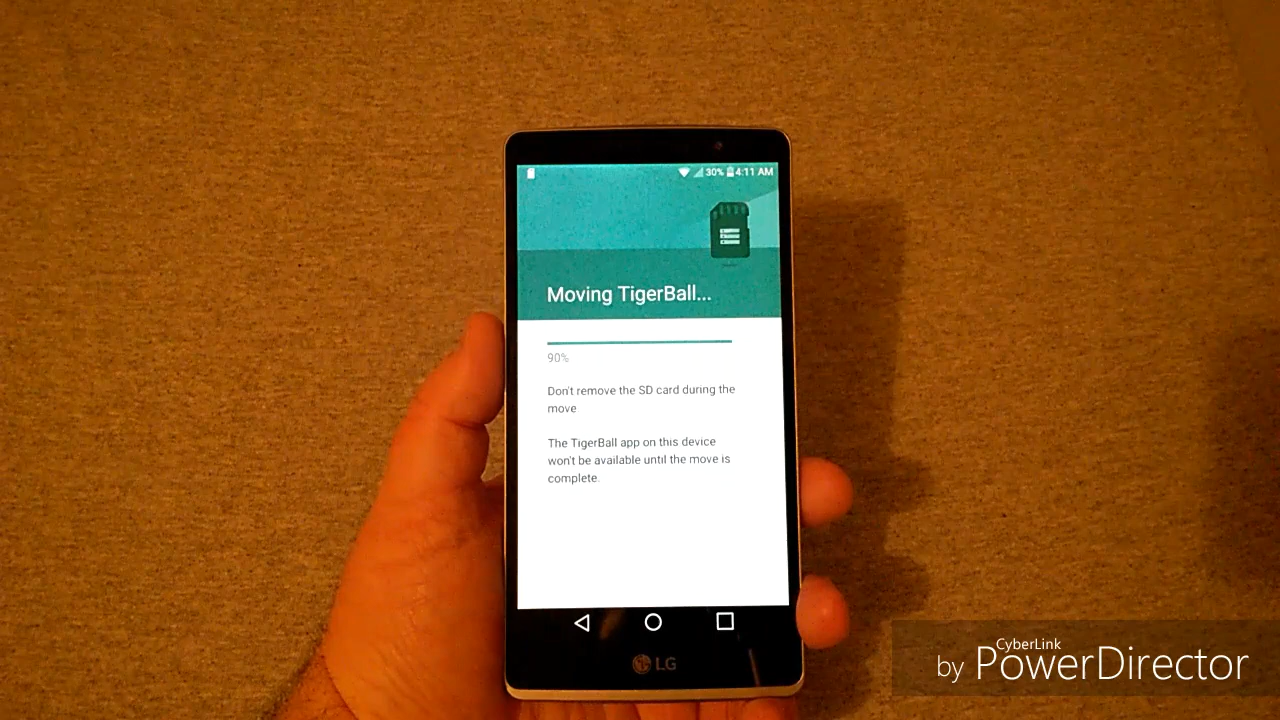 30% 4:11 AM
Moving TigerBall...
90%
Don't remove the SD card during the
move
The TigerBall app on this device
won't be available until the move is
complete.
LG
CyberLink
by PowerDirector